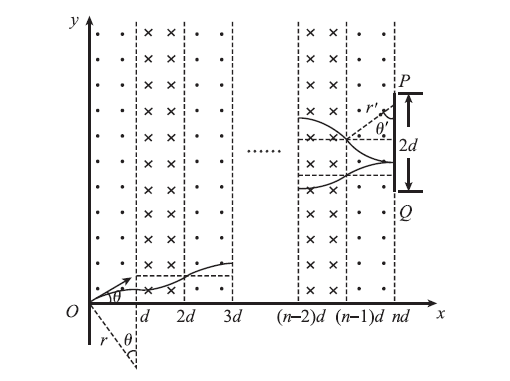 y
P
r′
θ′
2d
......
Q
θ
O
d 2d 3d (n−2)d (n−1)d nd x
r θ